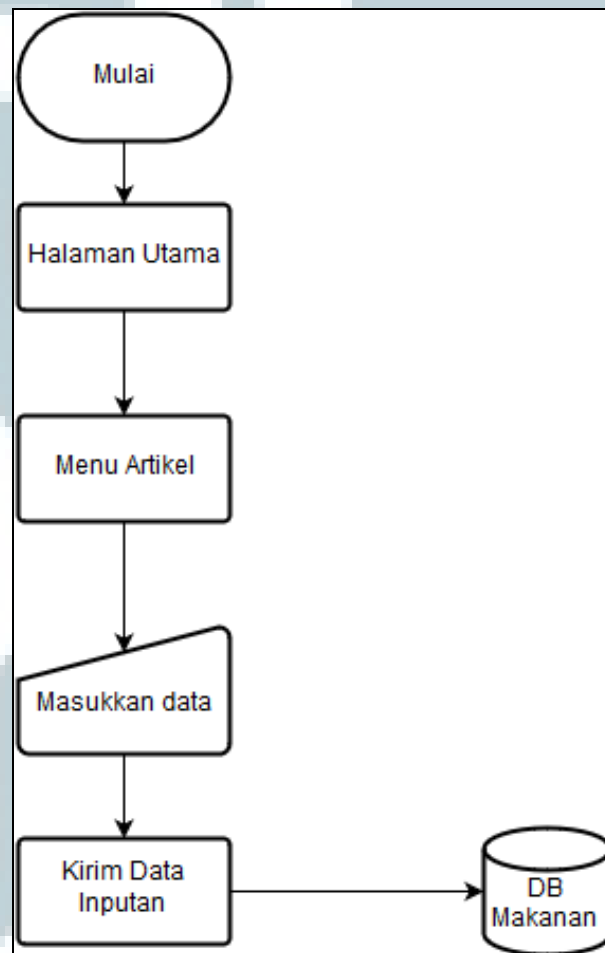 Mulai
Halaman Utama
Menu Artikel
Masukkan data
Kirim Data
Inputan
DB
Makanan